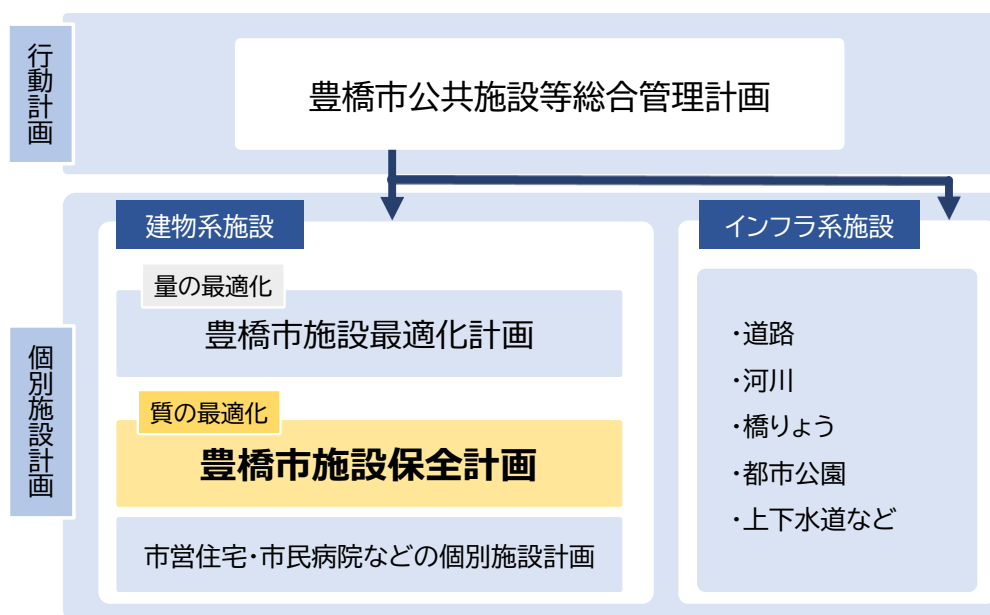 行動計画
豊橋市公共施設等総合管理計画
個別施設計画
建物系施設
量の最適化
豊橋市施設最適化計画
質の最適化
豊橋市施設保全計画
市営住宅・市民病院などの個別施設計画
インフラ系施設
・道路
・河川
・橋りょう
・都市公園
・上下水道など